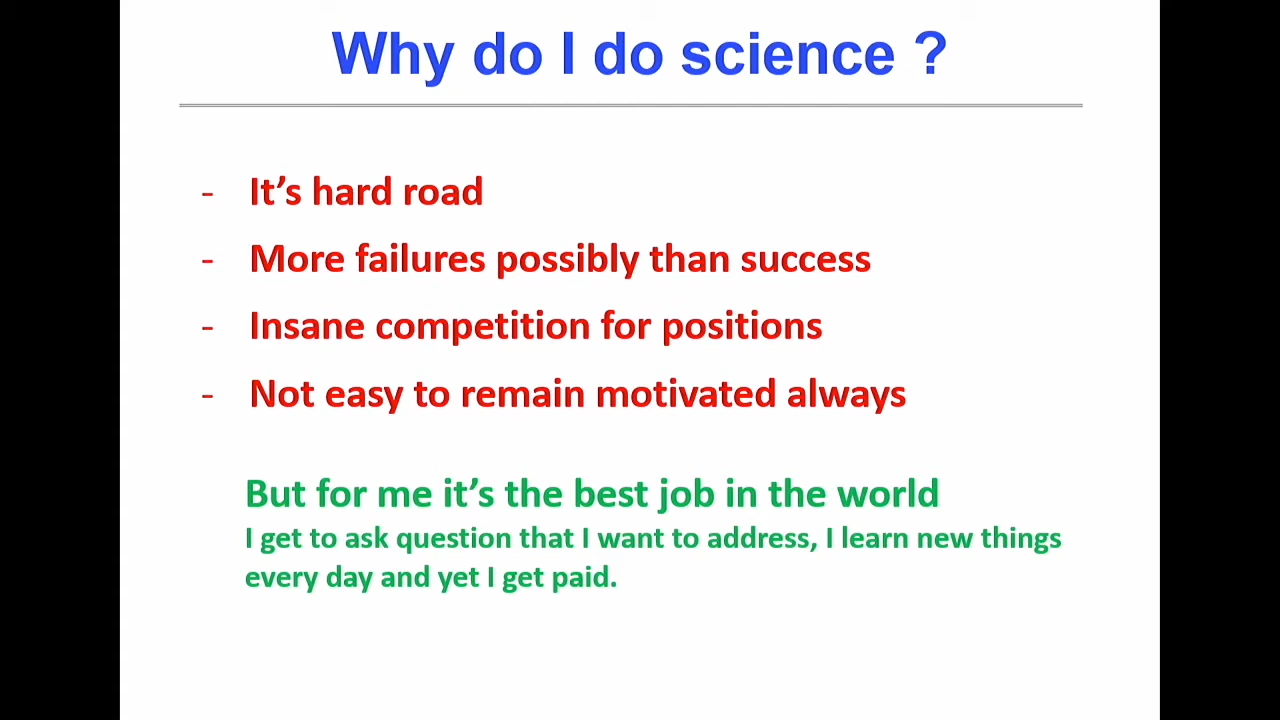 Why do I do science ?
- It’s hard road
- More failures possibly than success
- Insane competition for positions
- Not easy to remain motivated always
But for me it’s the best job in the world
I get to ask question that I want to address, I learn new things
every day and yet I get paid.